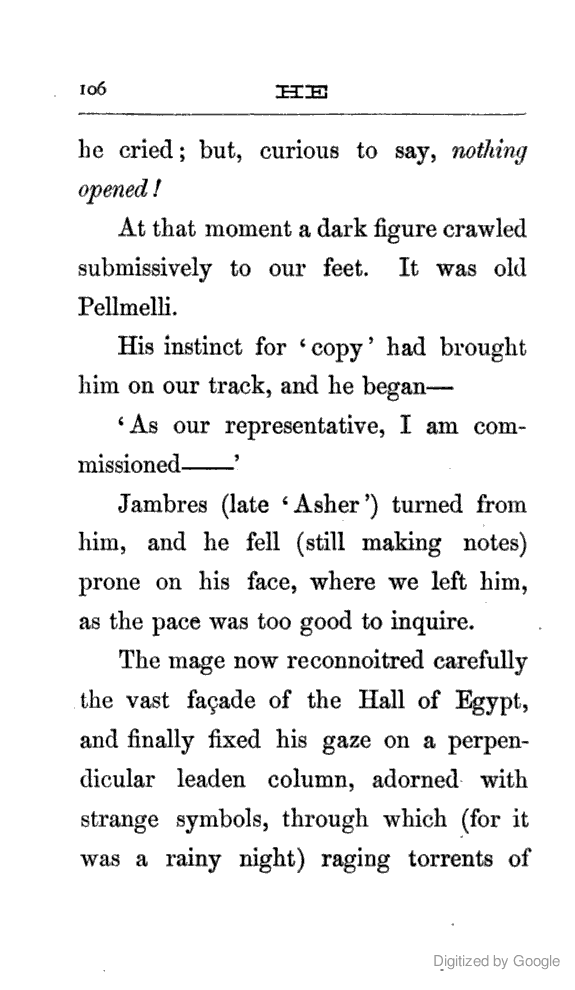 106
HE
he cried; but, curious to say, nothing
opened!
At that moment a dark figure crawled
submissively to our feet. It was old
Pellmelli.
His instinct for ‘copy’ had brought
him on our track, and he began—
‘As our representative, I am com-
missioned——’
Jambres (late ‘Asher’) turned from
him, and he fell (still making notes)
prone on his face, where we left him,
as the pace was too good to inquire.
The mage now reconnoitred carefully
the vast façade of the Hall of Egypt,
and finally fixed his gaze on a perpen-
dicular leaden column, adorned with
strange symbols, through which (for it
was a rainy night) raging torrents of
Digitized by Google